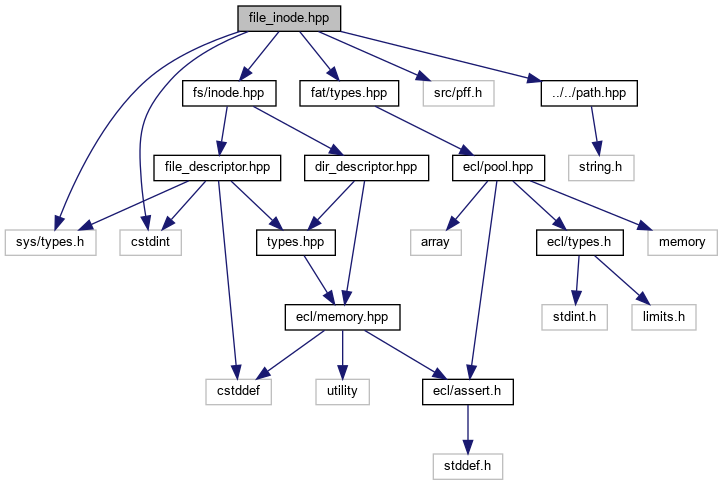 file_inode.hpp
fs/inode.hpp
fat/types.hpp
src/pff.h
../../path.hpp
file_descriptor.hpp
dir_descriptor.hpp
ecl/pool.hpp
string.h
sys/types.h
cstdint
types.hpp
array
ecl/types.h
memory
ecl/memory.hpp
stdint.h
limits.h
cstddef
utility
ecl/assert.h
stddef.h